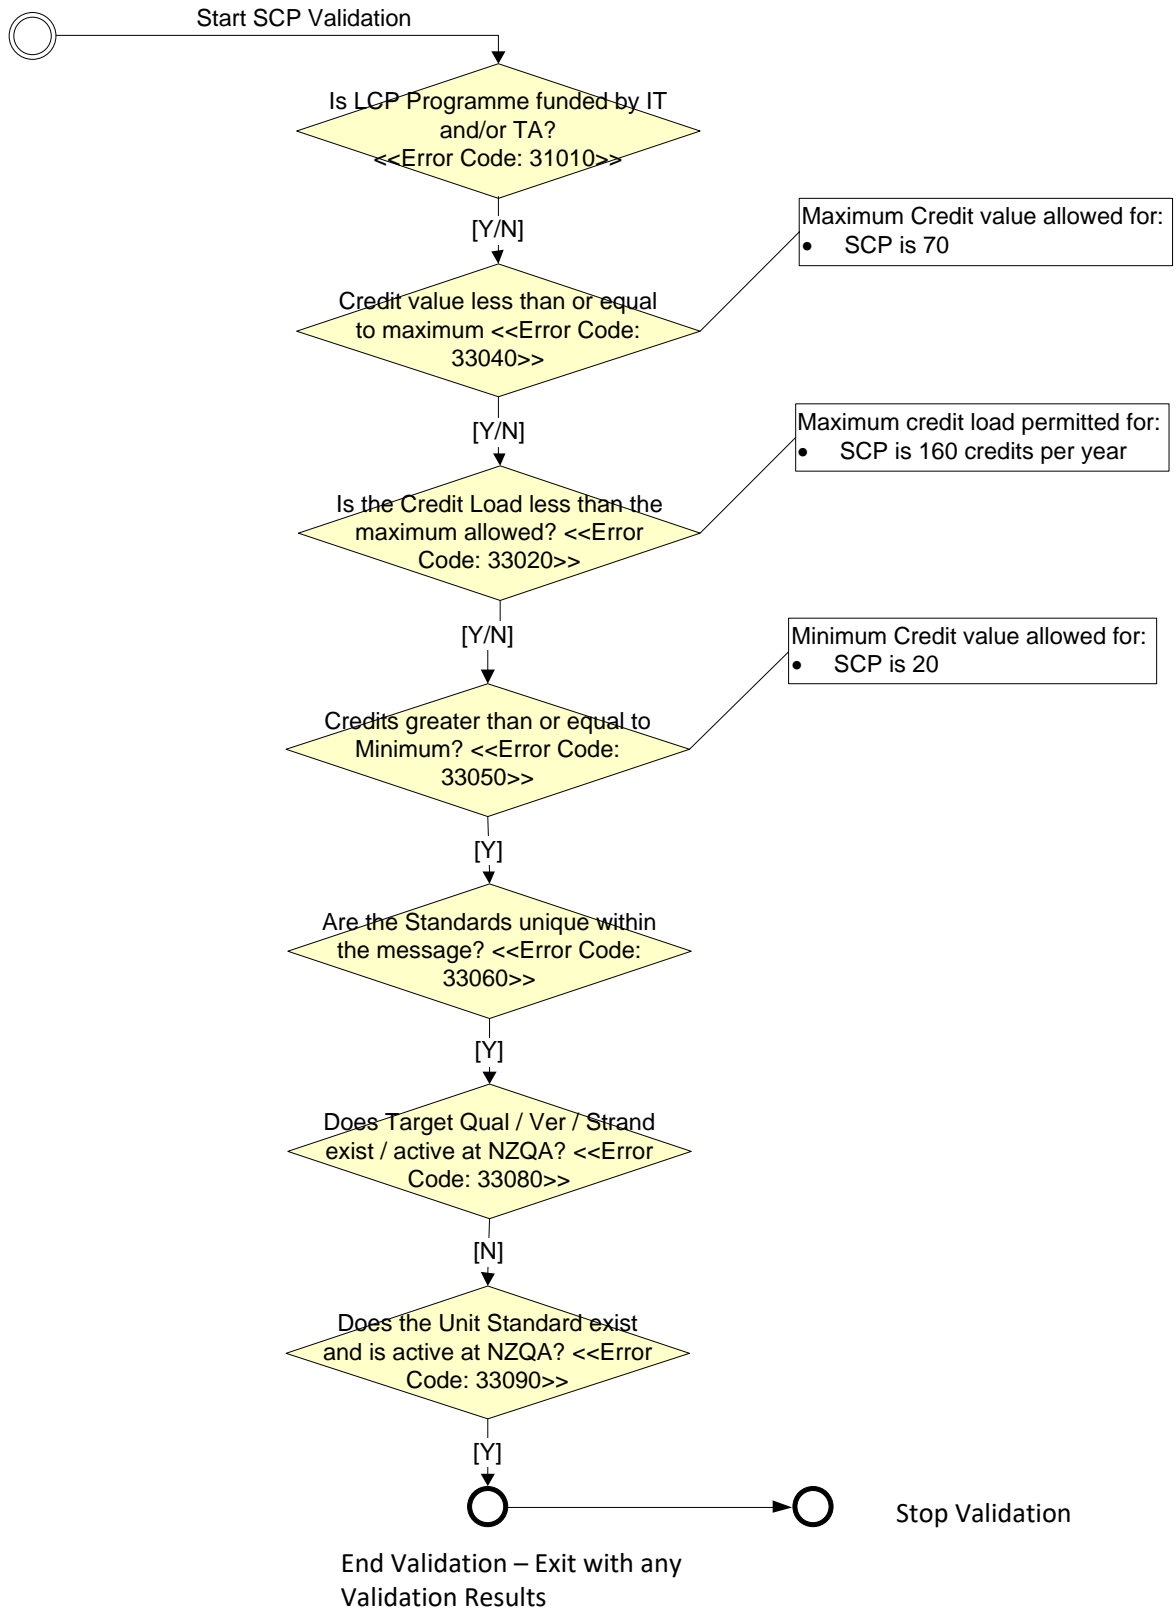 Start SCP Validation
Is LCP Programme funded by IT
and/or TA?
<<Error Code: 31010>>
[Y/N]
Maximum Credit value allowed for:
• SCP is 70
Credit value less than or equal
to maximum <<Error Code:
33040>>
[Y/N]
Maximum credit load permitted for:
• SCP is 160 credits per year
Is the Credit Load less than the
maximum allowed? <<Error
Code: 33020>>
[Y/N]
Minimum Credit value allowed for:
• SCP is 20
Credits greater than or equal to
Minimum? <<Error Code:
33050>>
[Y]
Are the Standards unique within
the message? <<Error Code:
33060>>
[Y]
Does Target Qual / Ver / Strand
exist / active at NZQA? <<Error
Code: 33080>>
[N]
Does the Unit Standard exist
and is active at NZQA? <<Error
Code: 33090>>
[Y]
Stop Validation
End Validation – Exit with any
Validation Results